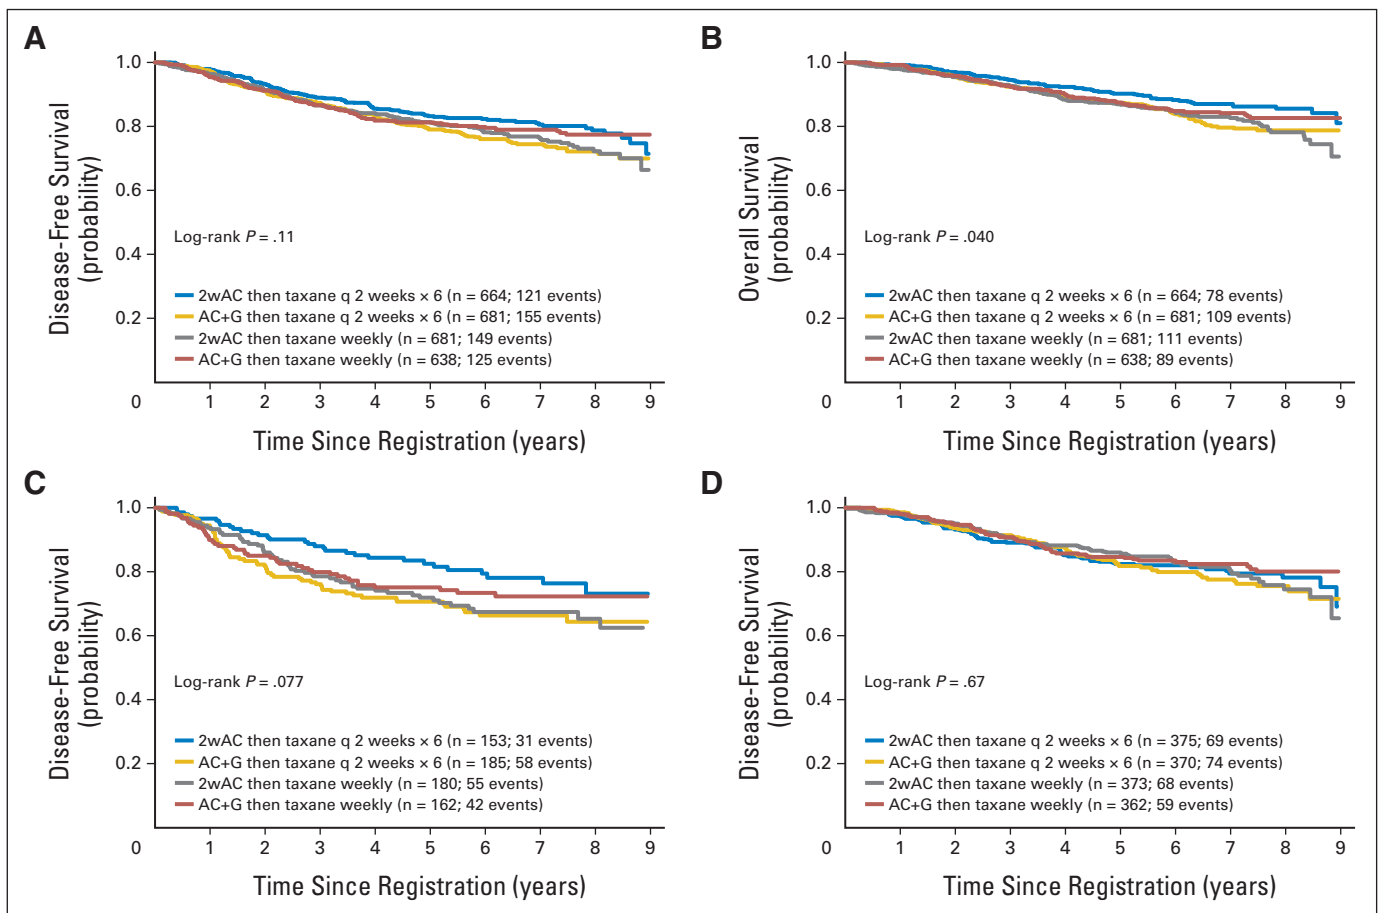 A
Disease-Free Survival
(probability)
1.0
0.8
0.6
0.4
0.2
0
Log-rank P = .11
2wAC then taxane q 2 weeks × 6 (n = 664; 121 events)
AC+G then taxane q 2 weeks × 6 (n = 681; 155 events)
2wAC then taxane weekly (n = 681; 149 events)
AC+G then taxane weekly (n = 638; 125 events)
1 2 3 4 5 6 7 8 9
Time Since Registration (years)
B
Overall Survival
(probability)
1.0
0.8
0.6
0.4
0.2
0
Log-rank P = .040
2wAC then taxane q 2 weeks × 6 (n = 664; 78 events)
AC+G then taxane q 2 weeks × 6 (n = 681; 109 events)
2wAC then taxane weekly (n = 681; 111 events)
AC+G then taxane weekly (n = 638; 89 events)
1 2 3 4 5 6 7 8 9
Time Since Registration (years)
C
Disease-Free Survival
(probability)
1.0
0.8
0.6
0.4
0.2
0
Log-rank P = .077
2wAC then taxane q 2 weeks × 6 (n = 153; 31 events)
AC+G then taxane q 2 weeks × 6 (n = 185; 58 events)
2wAC then taxane weekly (n = 180; 55 events)
AC+G then taxane weekly (n = 162; 42 events)
1 2 3 4 5 6 7 8 9
Time Since Registration (years)
D
Disease-Free Survival
(probability)
1.0
0.8
0.6
0.4
0.2
0
Log-rank P = .67
2wAC then taxane q 2 weeks × 6 (n = 375; 69 events)
AC+G then taxane q 2 weeks × 6 (n = 370; 74 events)
2wAC then taxane weekly (n = 373; 68 events)
AC+G then taxane weekly (n = 362; 59 events)
1 2 3 4 5 6 7 8 9
Time Since Registration (years)